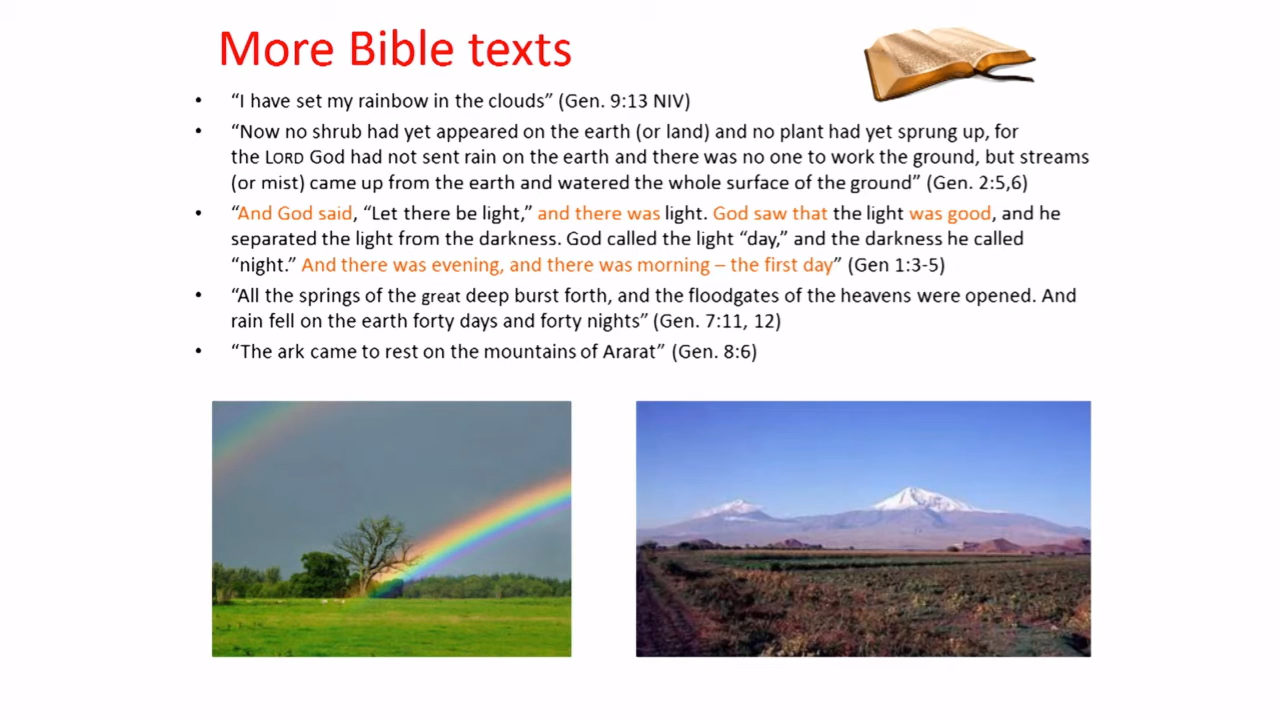 More Bible texts
• “I have set my rainbow in the clouds” (Gen. 9:13 NIV)
• “Now no shrub had yet appeared on the earth (or land) and no plant had yet sprung up, for
the LORD God had not sent rain on the earth and there was no one to work the ground, but streams
(or mist) came up from the earth and watered the whole surface of the ground” (Gen. 2:5,6)
• “And God said, “Let there be light,” and there was light. God saw that the light was good, and he
separated the light from the darkness. God called the light “day,” and the darkness he called
“night.” And there was evening, and there was morning – the first day” (Gen 1:3-5)
• “All the springs of the great deep burst forth, and the floodgates of the heavens were opened. And
rain fell on the earth forty days and forty nights” (Gen. 7:11, 12)
• “The ark came to rest on the mountains of Ararat” (Gen. 8:6)